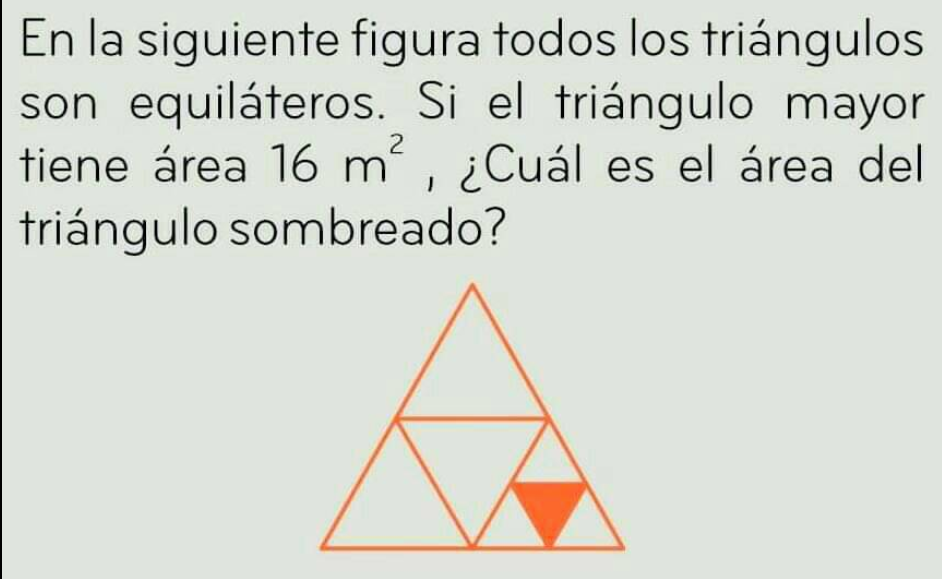 En la siguiente figura todos los triángulos
son equiláteros. Si el triángulo mayor
tiene área 16 m², ¿Cuál es el área del
triángulo sombreado?